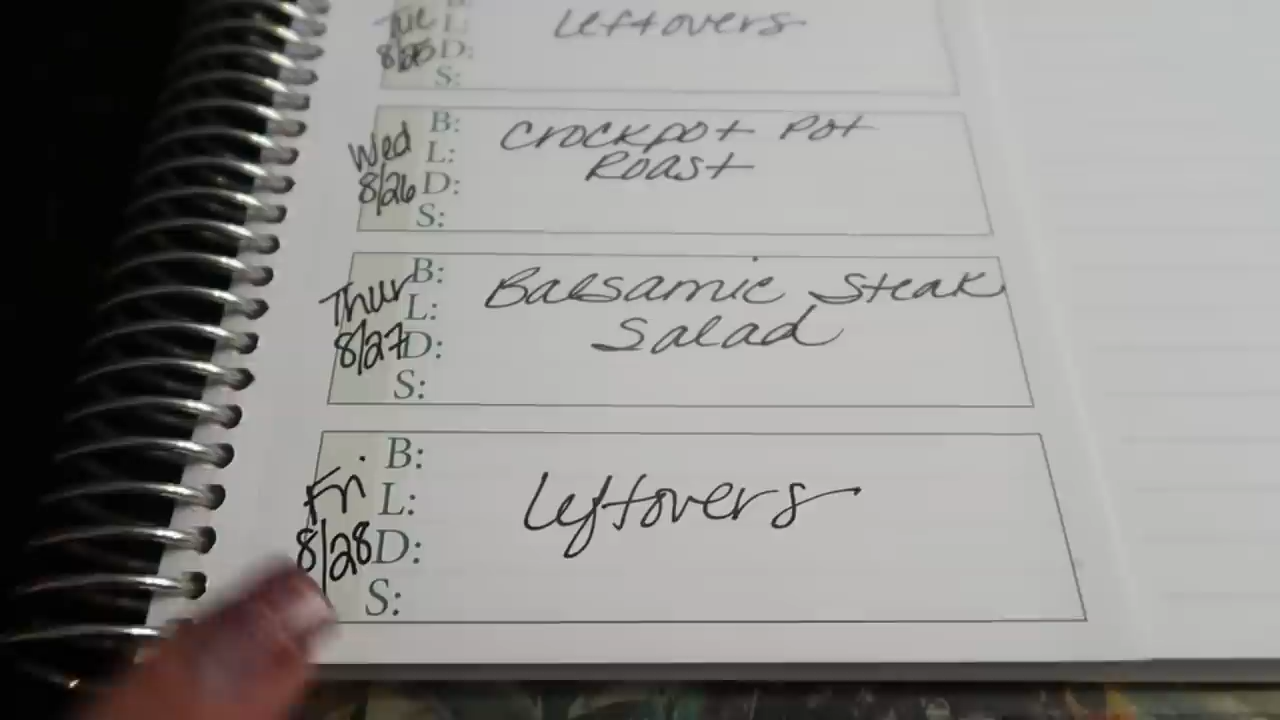 Tue
L:
8/25
D:
S:
Leftovers
Wed
8/26
B:
L:
D:
S:
Crockpot Pot
Roast
Thur
8/27
B:
L:
D:
S:
Balsamic Steak
Salad
Fri
8/28
B:
L:
D:
S:
Leftovers